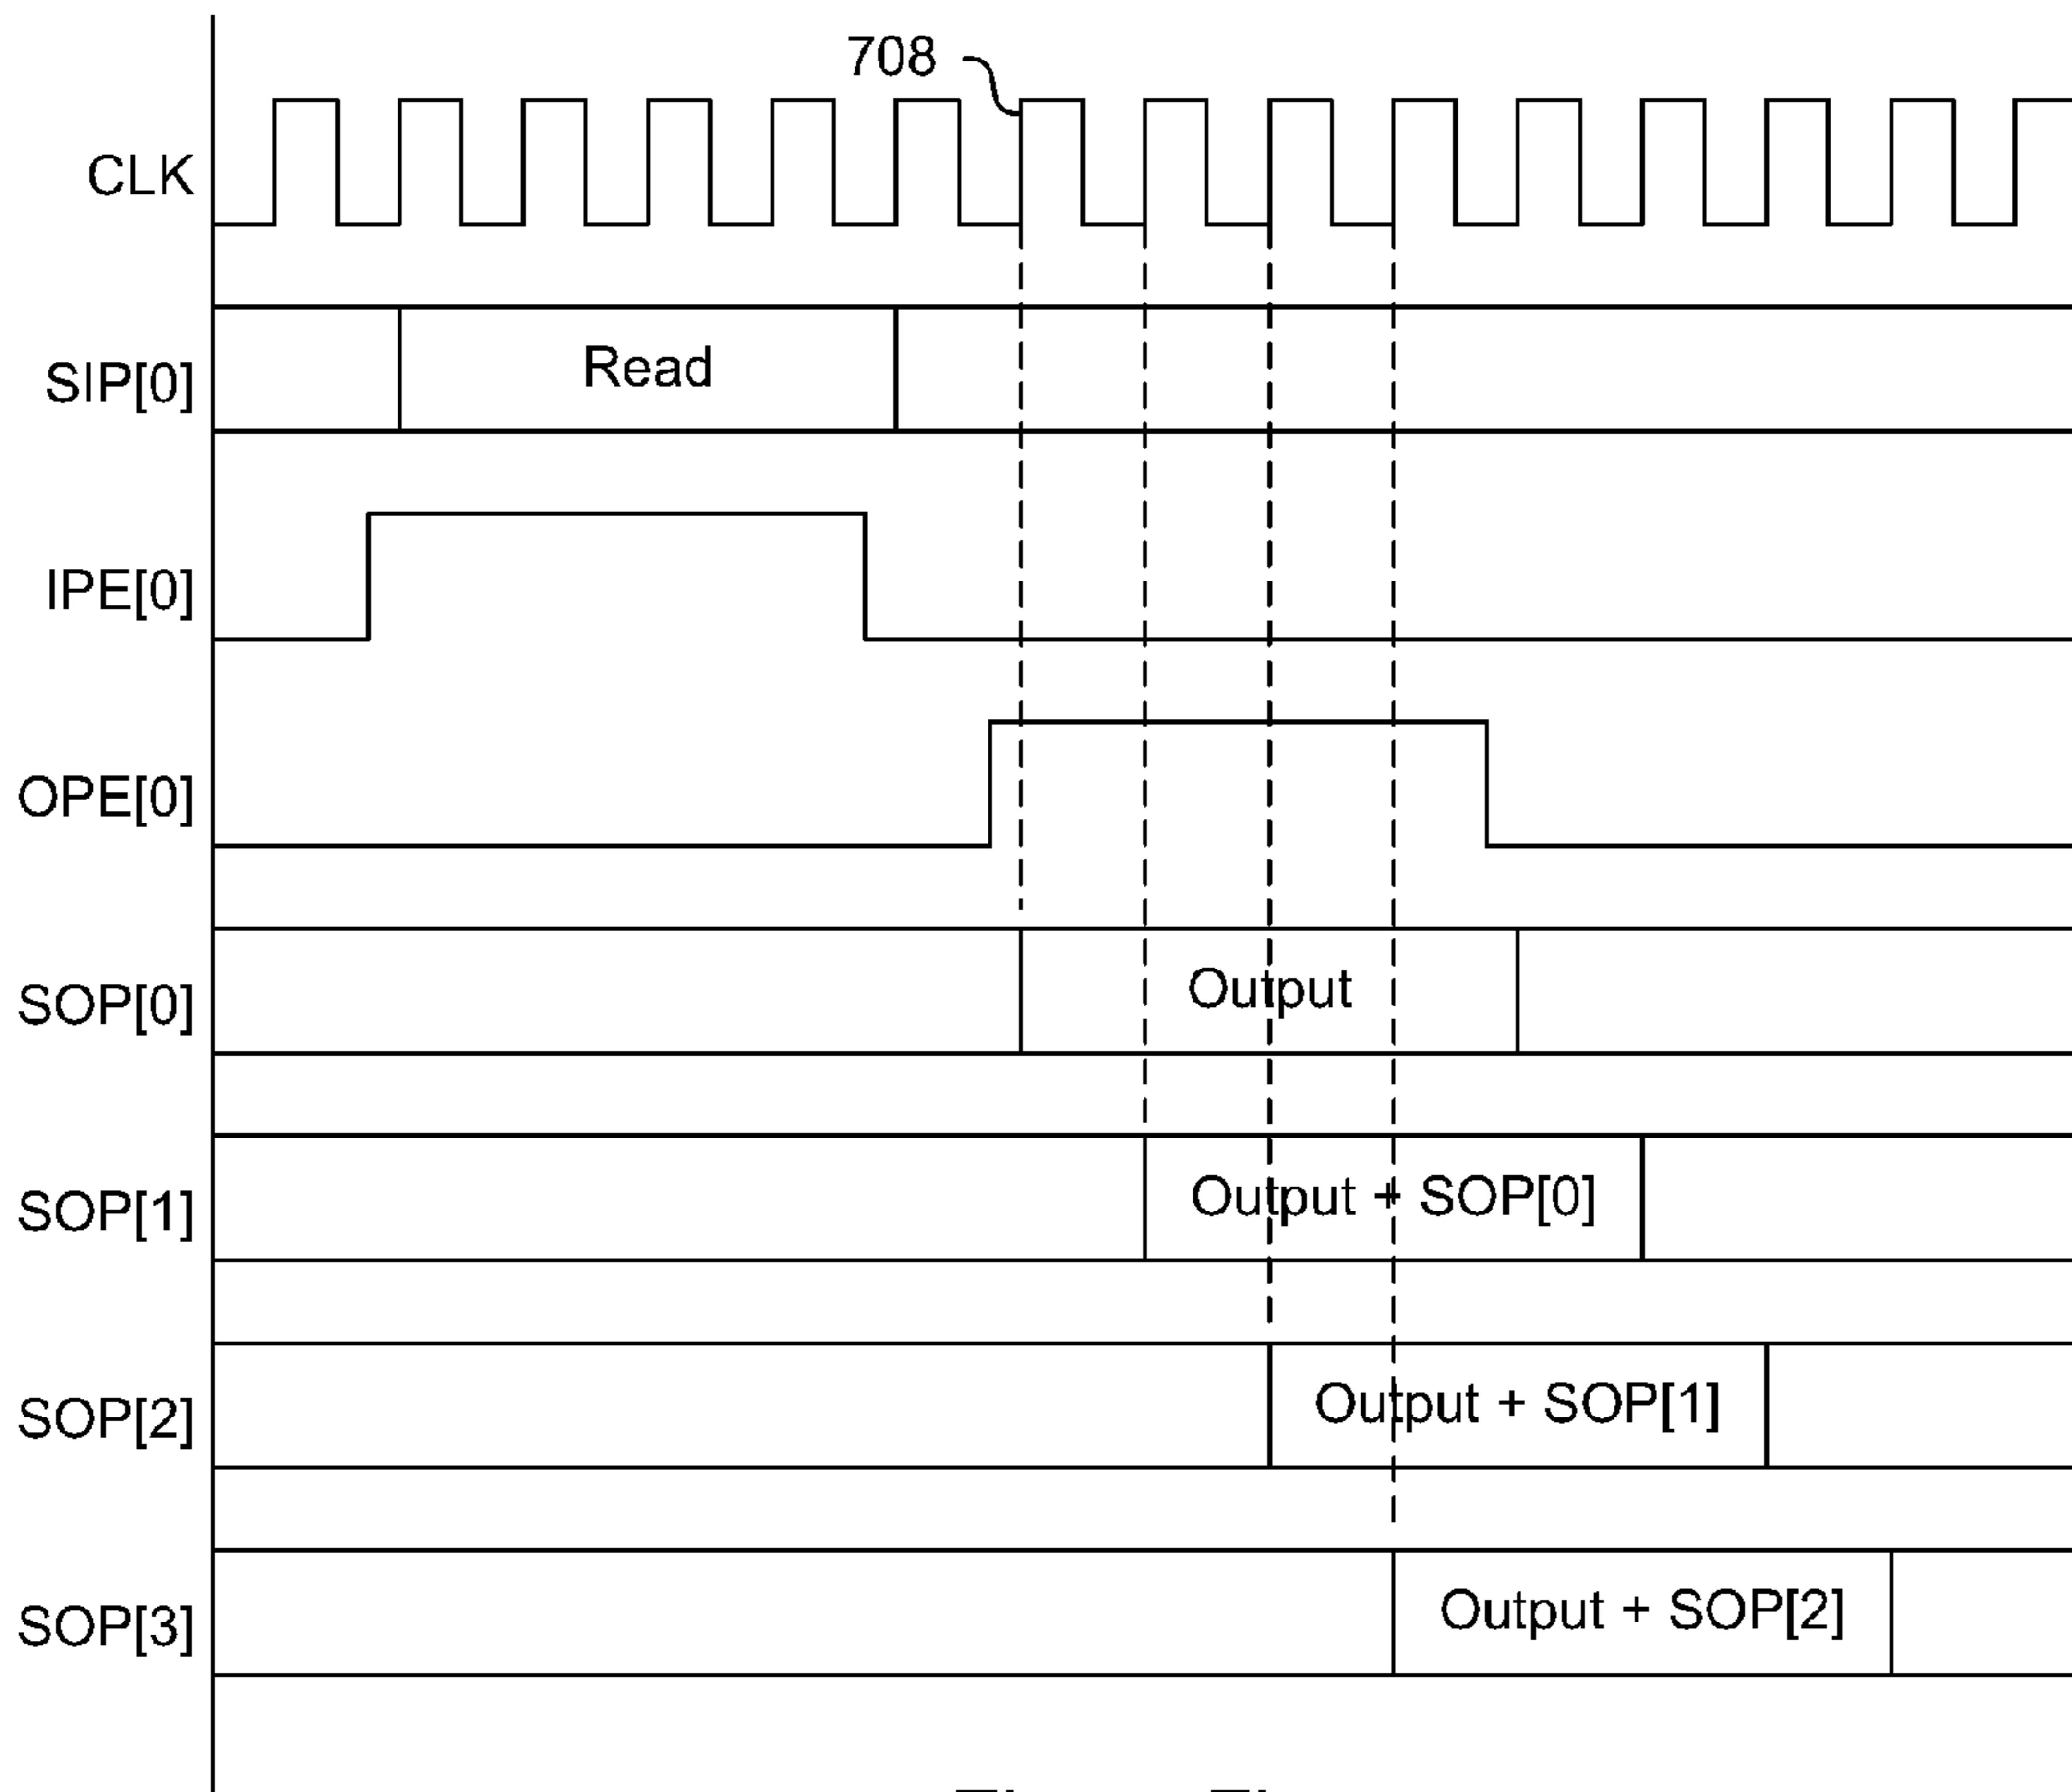 708
CLK
SIP[0]
Read
IPE[0]
OPE[0]
SOP[0]
Output
SOP[1]
Output + SOP[0]
SOP[2]
Output + SOP[1]
SOP[3]
Output + SOP[2]